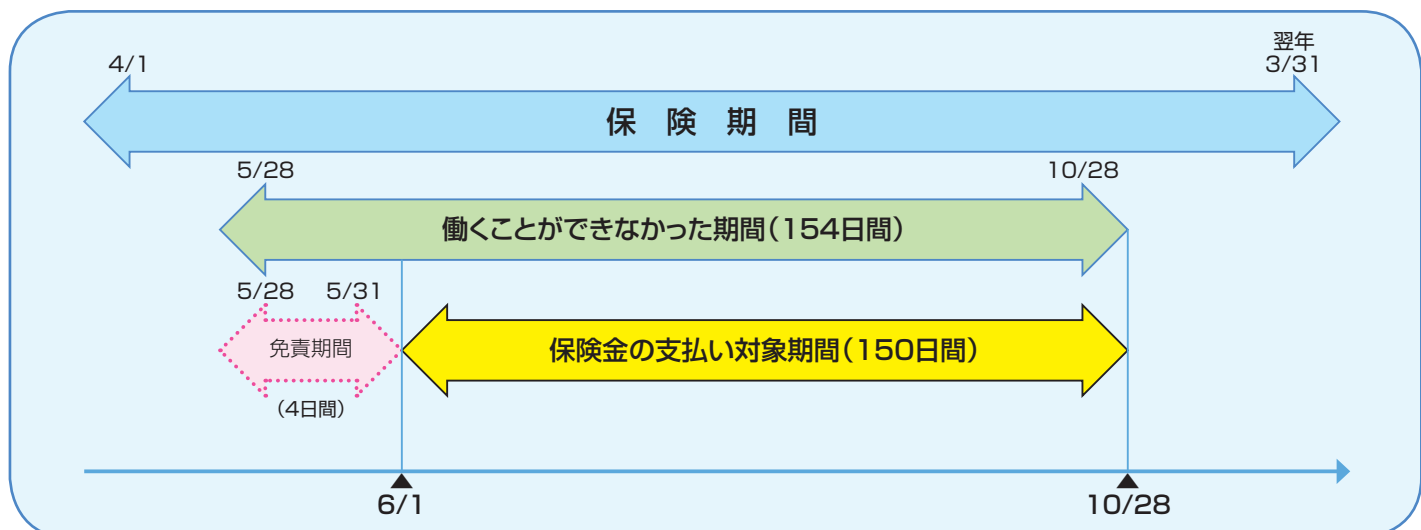 翌年
4/1 3/31
保 険 期 間
5/28 10/28
働くことができなかった期間(154日間)
5/28 5/31
免責期間 保険金の支払い対象期間(150日間)
(4日間)
6/1 10/28